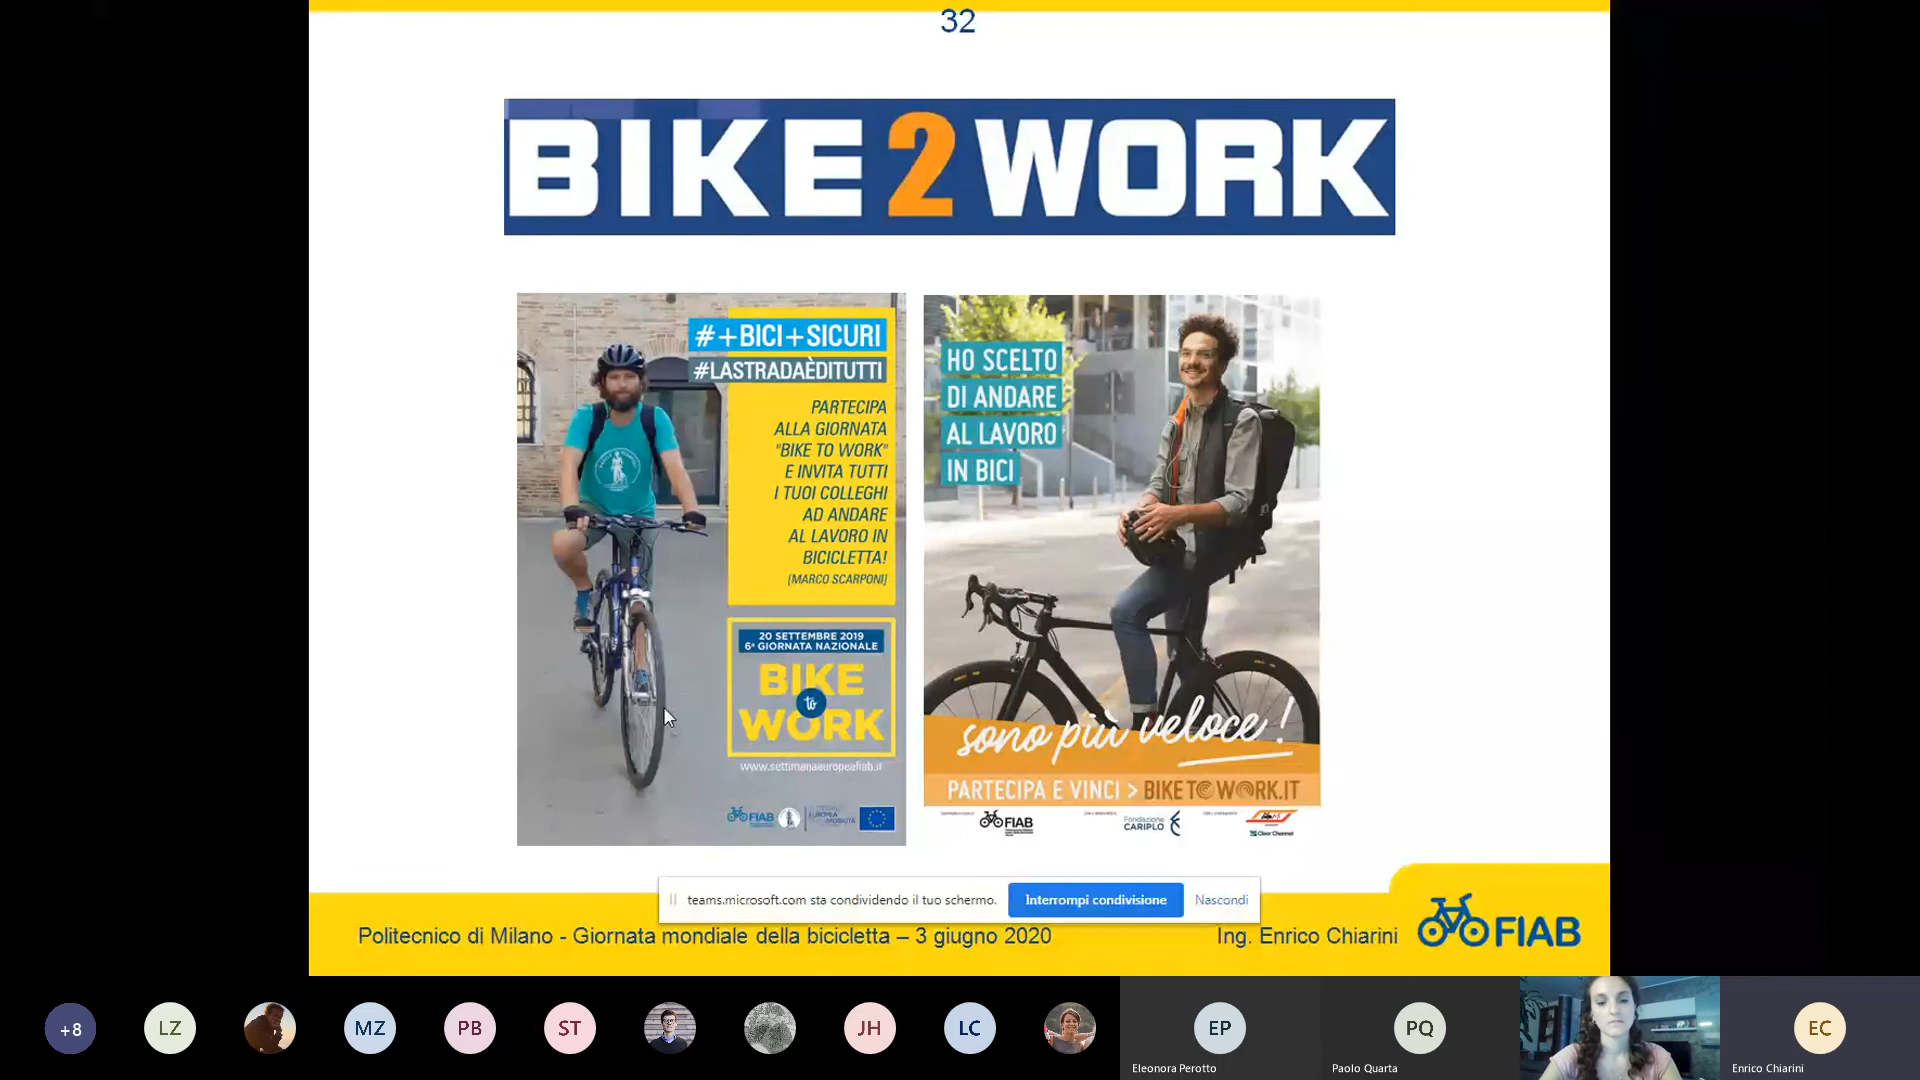 32
BIKE2WORK
#+BICI+SICURI
#LASTRADAÈDITUTTI
PARTECIPA
ALLA GIORNATA
"BIKE TO WORK"
E INVITA TUTTI
I TUOI COLLEGHI
AD ANDARE
AL LAVORO IN
BICICLETTA!
(MARCO SCARPONI)
20 SETTEMBRE 2019
6ª GIORNATA NAZIONALE
BIKE
to
WORK
www.settimanaeuropeafiab.it
FIAB
HO SCELTO
DI ANDARE
AL LAVORO
IN BICI
sono più veloce!
PARTECIPA E VINCI > BIKETOWORK.IT
FIAB
Fondazione
CARIPLO
Clear Channel
teams.microsoft.com sta condividendo il tuo schermo.
Interrompi condivisione
Nascondi
Politecnico di Milano - Giornata mondiale della bicicletta – 3 giugno 2020
Ing. Enrico Chiarini
FIAB
+8
LZ
MZ
PB
ST
JH
LC
EP
Eleonora Perotto
PQ
Paolo Quarta
EC
Enrico Chiarini